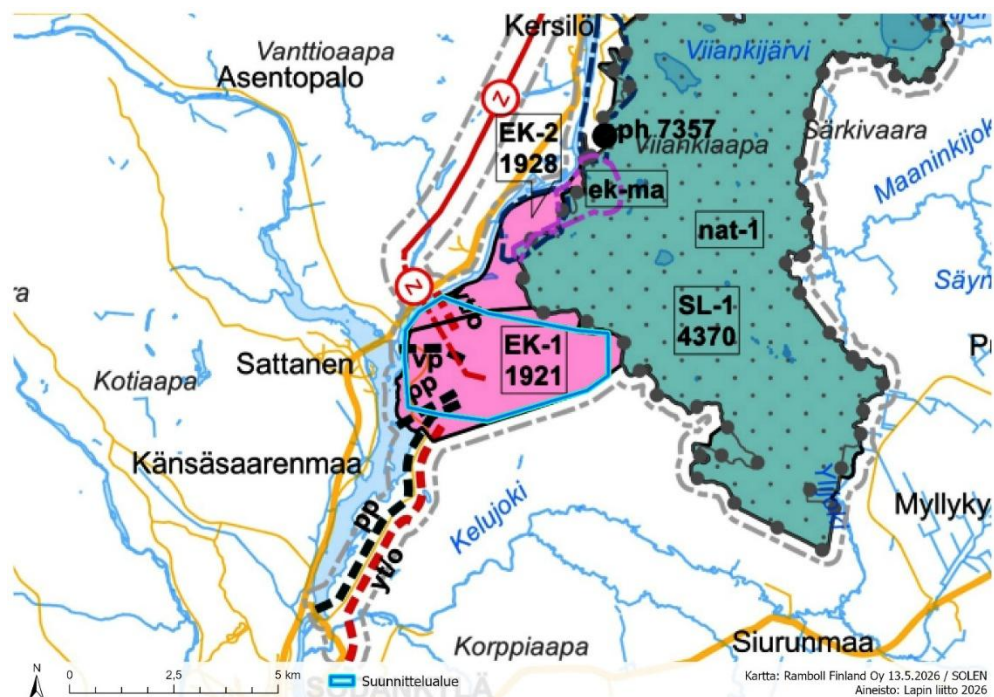 Kersilö
Vanttioaapa
Viiankijärvi
Asentopalo
Z
EK-2
1928
ph 7357
Viiankiaapa
Särkivaara
Maaninkijok
ek-ma
nat-1
Säyn
ra
Z
SL-1
4370
EK-1
1921
Sattanen
Vp
pp
Kotiaapa
Känsäsaarenmaa
Kelujoki
pp
yt/o
Myllyky
Korppiaapa
Siurunmaa
N
0 2,5 5 km
Suunnittelualue
SODANKYLÄ
Kartta: Ramboll Finland Oy 13.5.2026 / SOLEN
Aineisto: Lapin liitto 2026